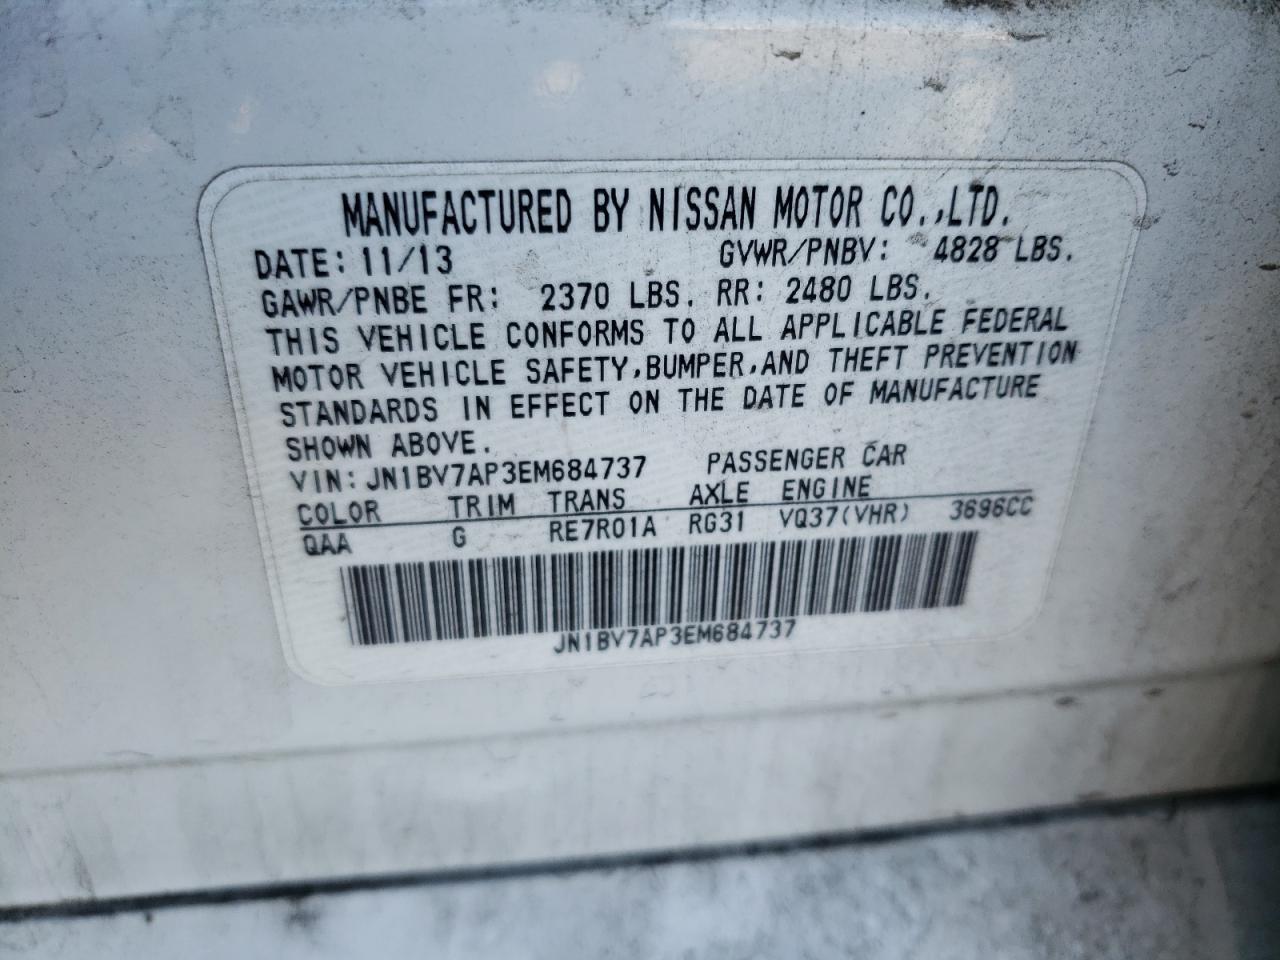 MANUFACTURED BY NISSAN MOTOR CO.,LTD.
DATE: 11/13 GVWR/PNBV: 4828 LBS.
GAWR/PNBE FR: 2370 LBS. RR: 2480 LBS.
THIS VEHICLE CONFORMS TO ALL APPLICABLE FEDERAL
MOTOR VEHICLE SAFETY,BUMPER,AND THEFT PREVENTION
STANDARDS IN EFFECT ON THE DATE OF MANUFACTURE
SHOWN ABOVE.
VIN: JN1BV7AP3EM684737 PASSENGER CAR
COLOR TRIM TRANS AXLE ENGINE
QAA G RE7R01A RG31 VQ37(VHR) 3696CC
JN1BV7AP3EM684737